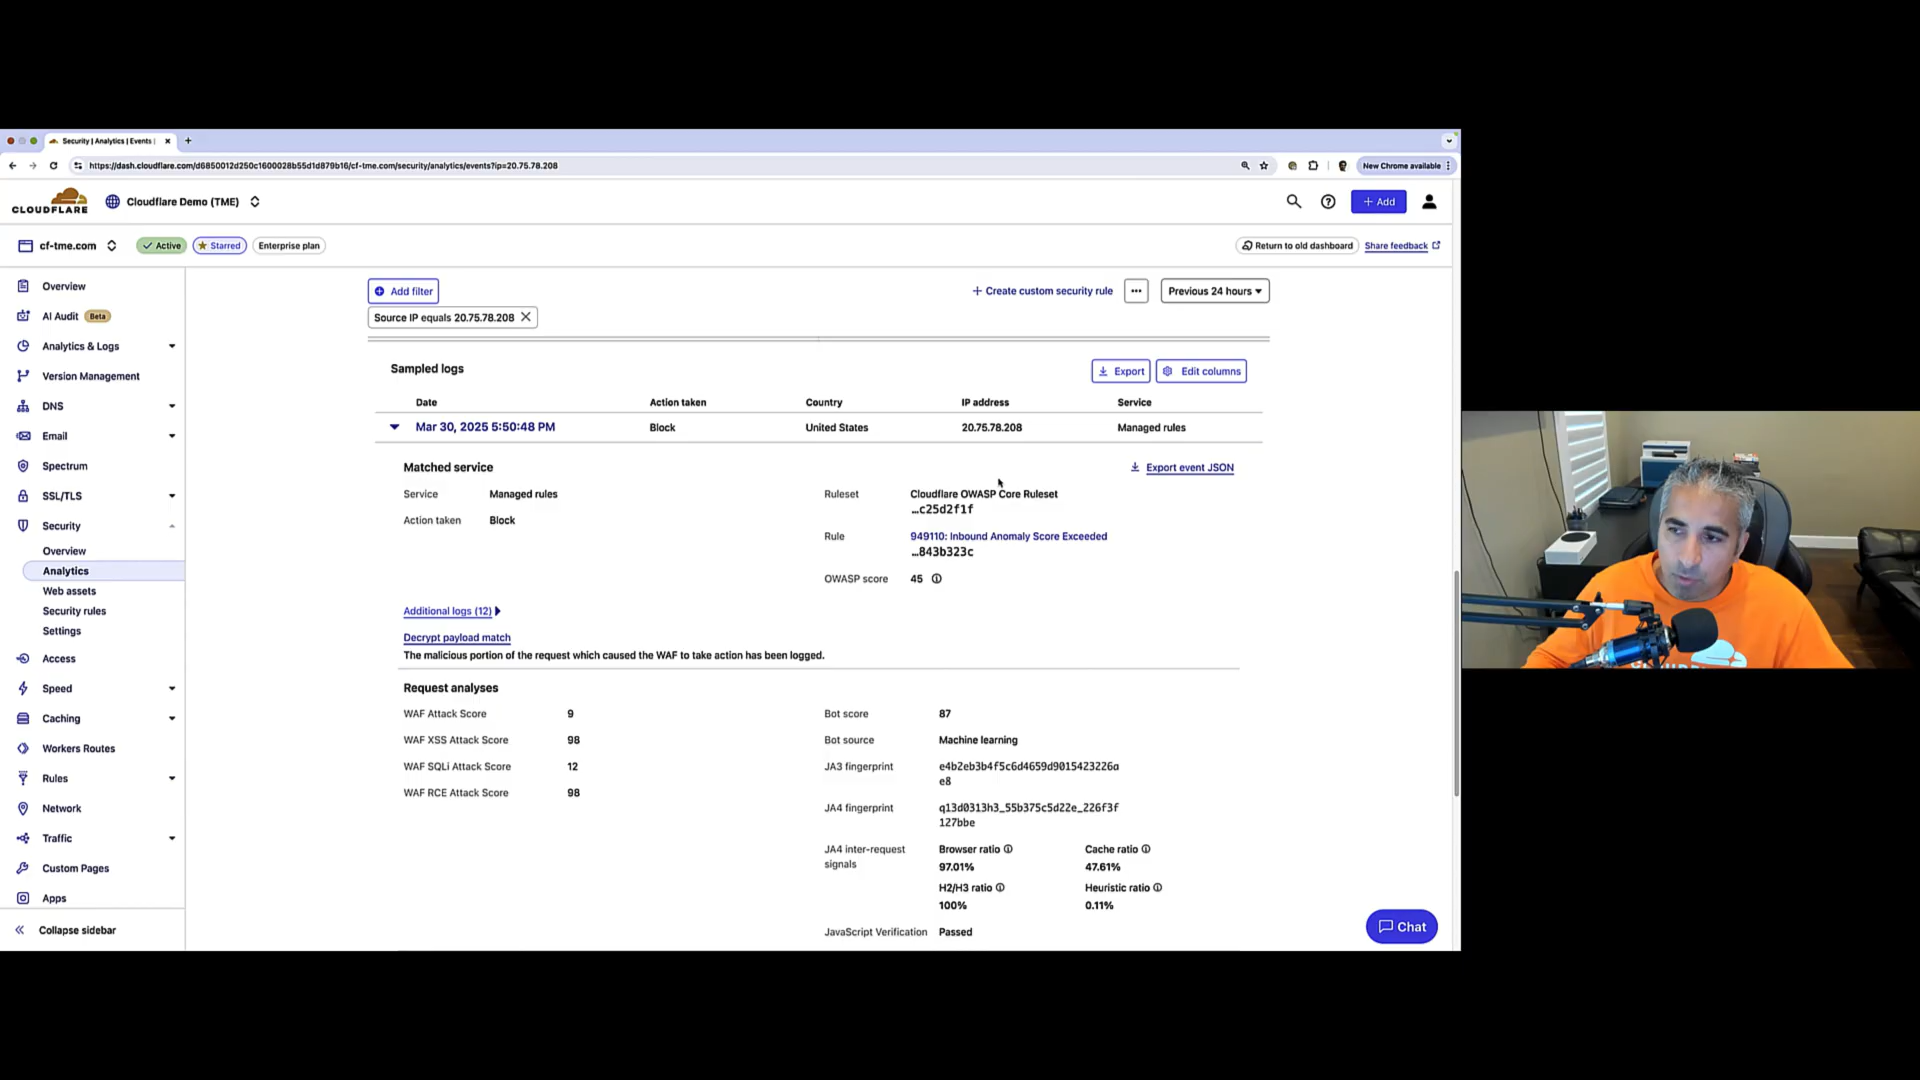 Security | Analytics | Events |
https://dash.cloudflare.com/d6850012d250c1600028b55d1d879b16/cf-tme.com/security/analytics/events?ip=20.75.78.208
New Chrome available
CLOUDFLARE
Cloudflare Demo (TME)
+ Add
cf-tme.com
Active
Starred
Enterprise plan
Return to old dashboard
Share feedback
Overview
AI Audit Beta
Analytics & Logs
Version Management
DNS
Email
Spectrum
SSL/TLS
Security
Overview
Analytics
Web assets
Security rules
Settings
Access
Speed
Caching
Workers Routes
Rules
Network
Traffic
Custom Pages
Apps
Collapse sidebar
Add filter
+ Create custom security rule
...
Previous 24 hours
Source IP equals 20.75.78.208
Sampled logs
Export
Edit columns
Date Action taken Country IP address Service
Mar 30, 2025 5:50:48 PM Block United States 20.75.78.208 Managed rules
Matched service
Export event JSON
Service Managed rules
Action taken Block
Ruleset Cloudflare OWASP Core Ruleset
...c25d2f1f
Rule 949110: Inbound Anomaly Score Exceeded
...843b323c
OWASP score 45
Additional logs (12)
Decrypt payload match
The malicious portion of the request which caused the WAF to take action has been logged.
Request analyses
WAF Attack Score 9
WAF XSS Attack Score 98
WAF SQLi Attack Score 12
WAF RCE Attack Score 98
Bot score 87
Bot source Machine learning
JA3 fingerprint e4b2eb3b4f5c6d4659d9015423226a
e8
JA4 fingerprint q13d0313h3_55b375c5d22e_226f3f
127bbe
JA4 inter-request
signals
Browser ratio Cache ratio
97.01% 47.61%
H2/H3 ratio Heuristic ratio
100% 0.11%
JavaScript Verification Passed
Chat